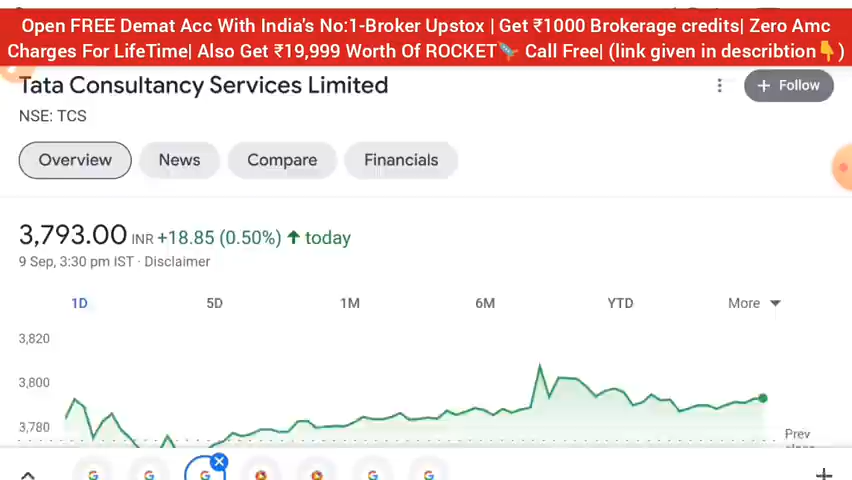 Open FREE Demat Acc With India's No:1-Broker Upstox | Get ₹1000 Brokerage credits| Zero Amc
Charges For LifeTime| Also Get ₹19,999 Worth Of ROCKET🚀 Call Free| (link given in describtion👇)
Tata Consultancy Services Limited
+ Follow
NSE: TCS
Overview News Compare Financials
3,793.00 INR +18.85 (0.50%) ↑ today
9 Sep, 3:30 pm IST · Disclaimer
1D 5D 1M 6M YTD More
3,820
3,800
3,780
Prev